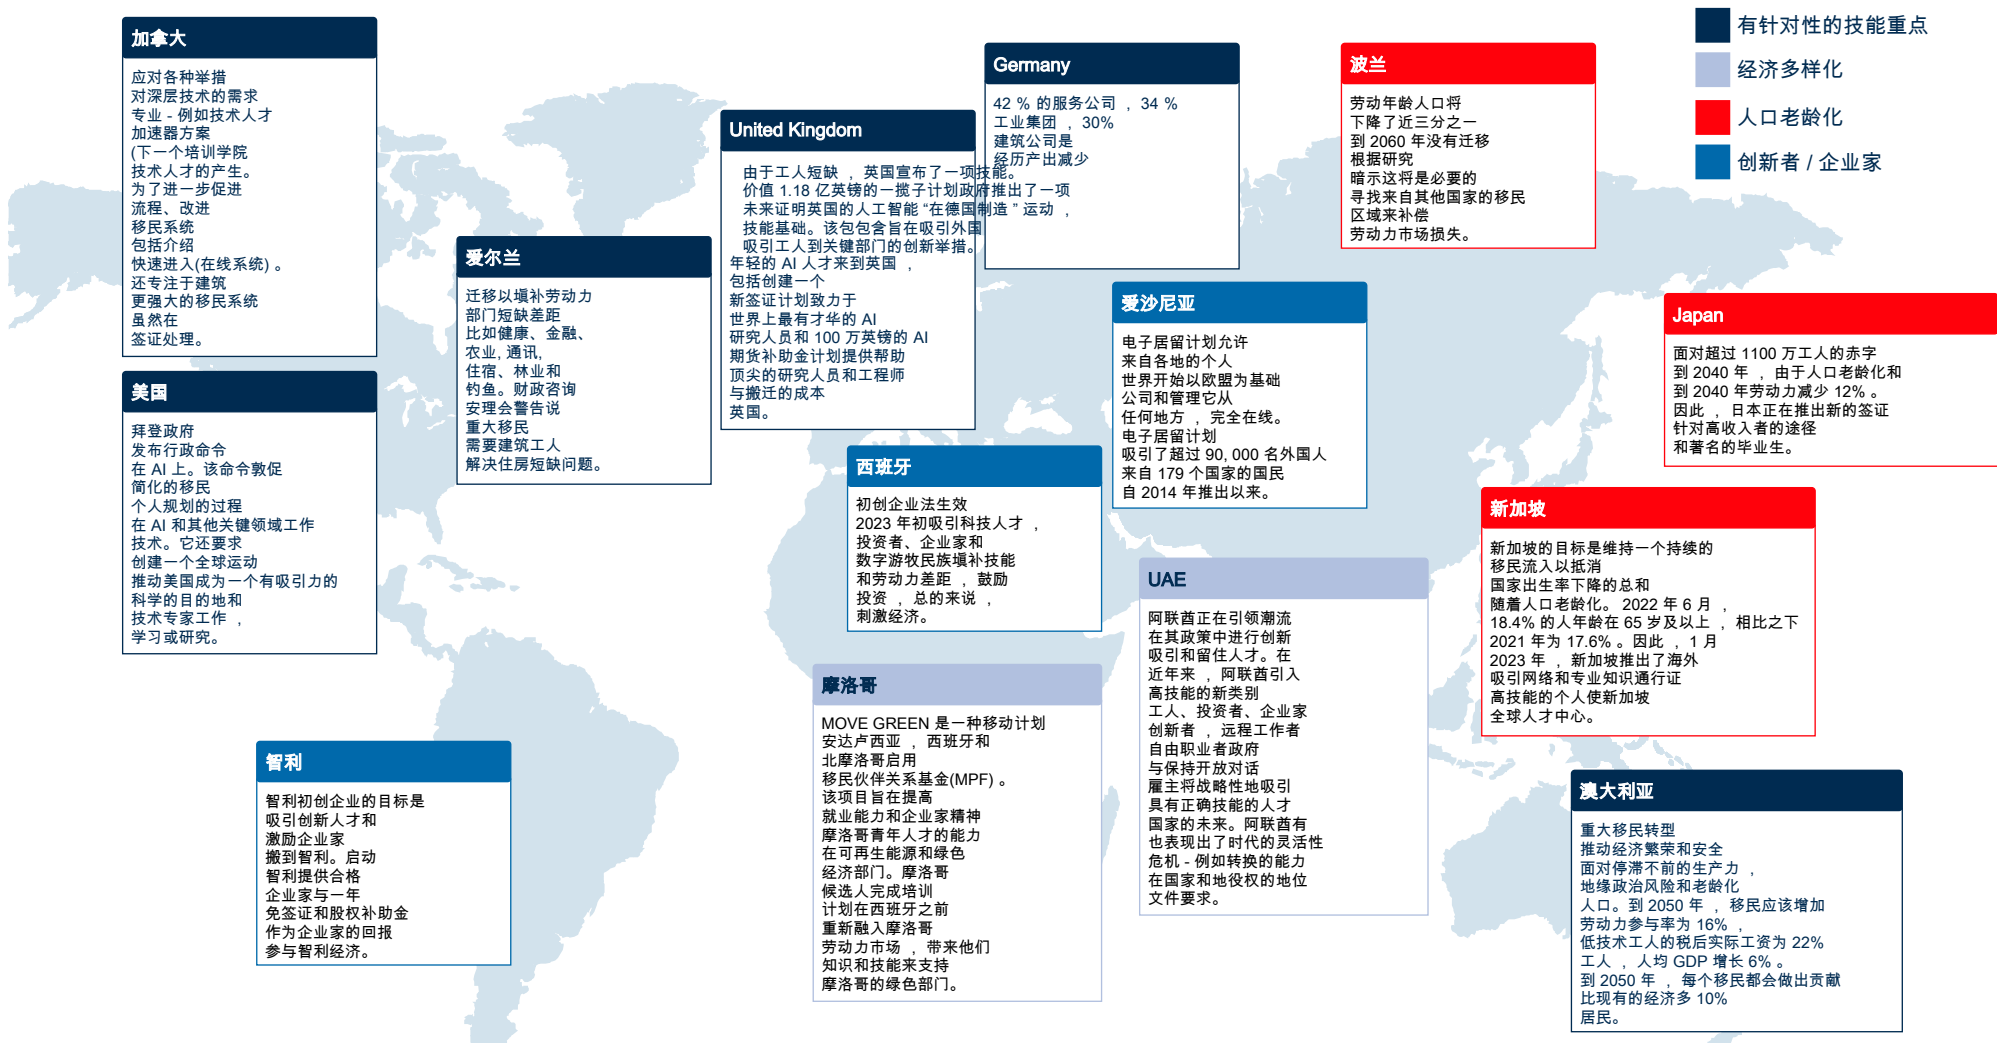 加拿大
应对各种举措
对深层技术的需求
专业 - 例如技术人才
加速器方案
(下一个培训学院
技术人才的产生。
为了进一步促进
流程、改进
移民系统
包括介绍
快速进入(在线系统) 。
还专注于建筑
更强大的移民系统
虽然在
签证处理。
美国
拜登政府
发布行政命令
在 AI 上。该命令敦促
简化的移民
个人规划的过程
在 AI 和其他关键领域工作
技术。它还要求
创建一个全球运动
推动美国成为一个有吸引力的
科学的目的地和
技术专家工作 ，
学习或研究。
智利
智利初创企业的目标是
吸引创新人才和
激励企业家
搬到智利。启动
智利提供合格
企业家与一年
免签证和股权补助金
作为企业家的回报
参与智利经济。
爱尔兰
迁移以填补劳动力
部门短缺差距
比如健康、金融、
农业, 通讯,
住宿、林业和
钓鱼。财政咨询
安理会警告说
重大移民
需要建筑工人
解决住房短缺问题。
United Kingdom
由于工人短缺 ， 英国宣布了一项技能。
价值 1.18 亿英镑的一揽子计划政府推出了一项
未来证明英国的人工智能 “在德国制造 ” 运动 ，
技能基础。该包包含旨在吸引外国
吸引工人到关键部门的创新举措。
年轻的 AI 人才来到英国 ，
包括创建一个
新签证计划致力于
世界上最有才华的 AI
研究人员和 100 万英镑的 AI
期货补助金计划提供帮助
顶尖的研究人员和工程师
与搬迁的成本
英国。
Germany
42 % 的服务公司 ， 34 %
工业集团 ， 30%
建筑公司是
经历产出减少
波兰
劳动年龄人口将
下降了近三分之一
到 2060 年没有迁移
根据研究
暗示这将是必要的
寻找来自其他国家的移民
区域来补偿
劳动力市场损失。
有针对性的技能重点
经济多样化
人口老龄化
创新者 / 企业家
爱沙尼亚
电子居留计划允许
来自各地的个人
世界开始以欧盟为基础
公司和管理它从
任何地方 ， 完全在线。
电子居留计划
吸引了超过 90, 000 名外国人
来自 179 个国家的国民
自 2014 年推出以来。
Japan
面对超过 1100 万工人的赤字
到 2040 年 ， 由于人口老龄化和
到 2040 年劳动力减少 12% 。
因此 ， 日本正在推出新的签证
针对高收入者的途径
和著名的毕业生。
西班牙
初创企业法生效
2023 年初吸引科技人才 ，
投资者、企业家和
数字游牧民族填补技能
和劳动力差距 ， 鼓励
投资 ， 总的来说 ，
刺激经济。
摩洛哥
MOVE GREEN 是一种移动计划
安达卢西亚 ， 西班牙和
北摩洛哥启用
移民伙伴关系基金(MPF) 。
该项目旨在提高
就业能力和企业家精神
摩洛哥青年人才的能力
在可再生能源和绿色
经济部门。摩洛哥
候选人完成培训
计划在西班牙之前
重新融入摩洛哥
劳动力市场 ， 带来他们
知识和技能来支持
摩洛哥的绿色部门。
UAE
阿联酋正在引领潮流
在其政策中进行创新
吸引和留住人才。在
近年来 ， 阿联酋引入
高技能的新类别
工人、投资者、企业家
创新者 ， 远程工作者
自由职业者政府
与保持开放对话
雇主将战略性地吸引
具有正确技能的人才
国家的未来。阿联酋有
也表现出了时代的灵活性
危机 - 例如转换的能力
在国家和地役权的地位
文件要求。
新加坡
新加坡的目标是维持一个持续的
移民流入以抵消
国家出生率下降的总和
随着人口老龄化。 2022 年 6 月 ，
18.4% 的人年龄在 65 岁及以上 ， 相比之下
2021 年为 17.6% 。因此 ， 1 月
2023 年 ， 新加坡推出了海外
吸引网络和专业知识通行证
高技能的个人使新加坡
全球人才中心。
澳大利亚
重大移民转型
推动经济繁荣和安全
面对停滞不前的生产力 ，
地缘政治风险和老龄化
人口。到 2050 年 ， 移民应该增加
劳动力参与率为 16% ，
低技术工人的税后实际工资为 22%
工人 ， 人均 GDP 增长 6% 。
到 2050 年 ， 每个移民都会做出贡献
比现有的经济多 10%
居民。